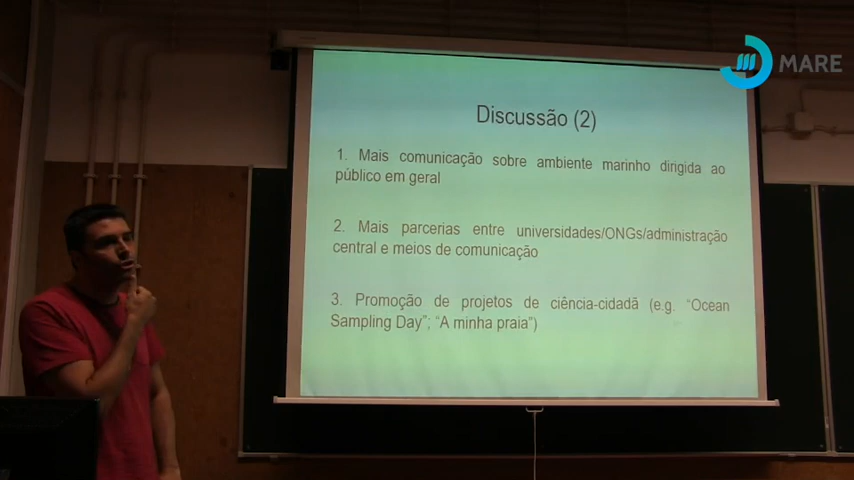 MARE
Discussão (2)
1. Mais comunicação sobre ambiente marinho dirigida ao
público em geral
2. Mais parcerias entre universidades/ONGs/administração
central e meios de comunicação
3. Promoção de projetos de ciência-cidadã (e.g. “Ocean
Sampling Day”; “A minha praia”)